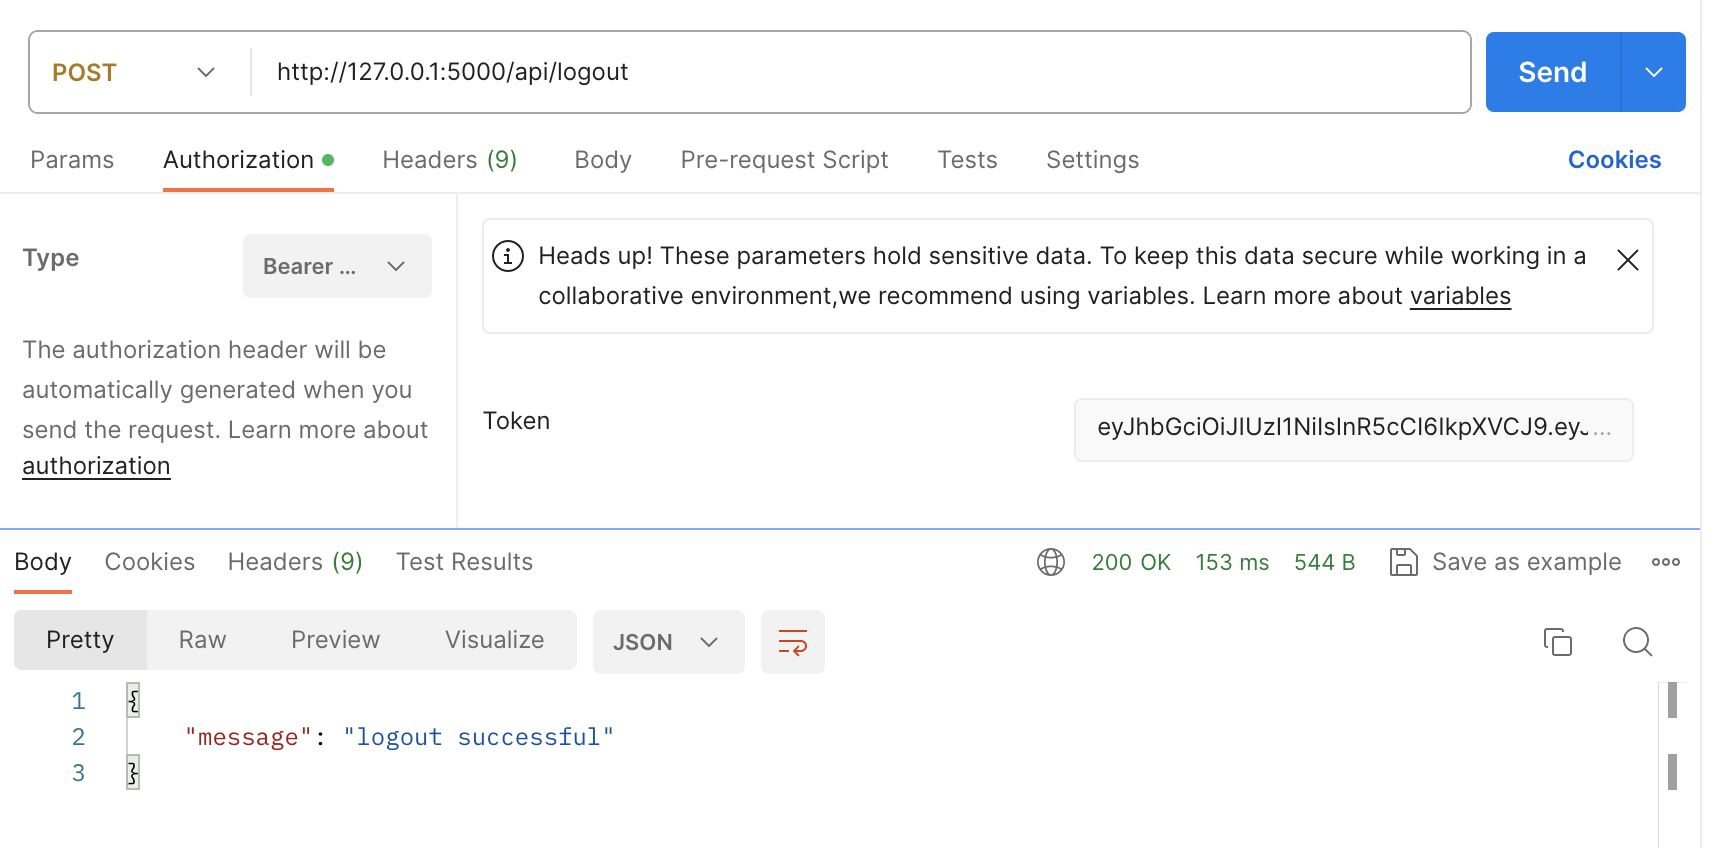 POST
http://127.0.0.1:5000/api/logout
Send
Params
Authorization
Headers (9)
Body
Pre-request Script
Tests
Settings
Cookies
Type
Bearer ...
The authorization header will be
automatically generated when you
send the request. Learn more about
authorization
Heads up! These parameters hold sensitive data. To keep this data secure while working in a
collaborative environment,we recommend using variables. Learn more about variables
Token
eyJhbGciOiJIUzI1NiIsInR5cCI6IkpXVCJ9.eyJ...
Body
Cookies
Headers (9)
Test Results
200 OK
153 ms
544 B
Save as example
Pretty
Raw
Preview
Visualize
JSON
1 {
2 "message": "logout successful"
3 }